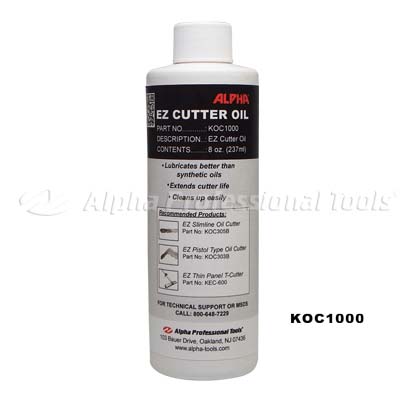 ALPHA®
EZ CUTTER OIL
PART NO..........: KOC1000
DESCRIPTION..: EZ Cutter Oil
CONTENTS......: 8 oz. (237ml)
•Lubricates better than
synthetic oils
•Extends cutter life
•Cleans up easily
Recommended Products:
EZ Slimline Oil Cutter
Part No: KOC305B
EZ Pistol Type Oil Cutter
Part No: KOC303B
EZ Thin Panel T-Cutter
Part No: KEC-600
Alpha Professional Tools®
KOC1000
FOR TECHNICAL SUPPORT OR MSDS
CALL: 800-648-7229
Alpha Professional Tools®
103 Bauer Drive, Oakland, NJ 07436
www.alpha-tools.com